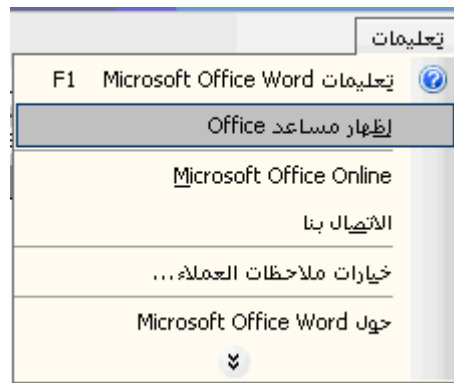 تعليمات
تعليمات Microsoft Office Word F1
إظهار مساعد Office
Microsoft Office Online
الاتصال بنا
خيارات ملاحظات العملاء...
حول Microsoft Office Word